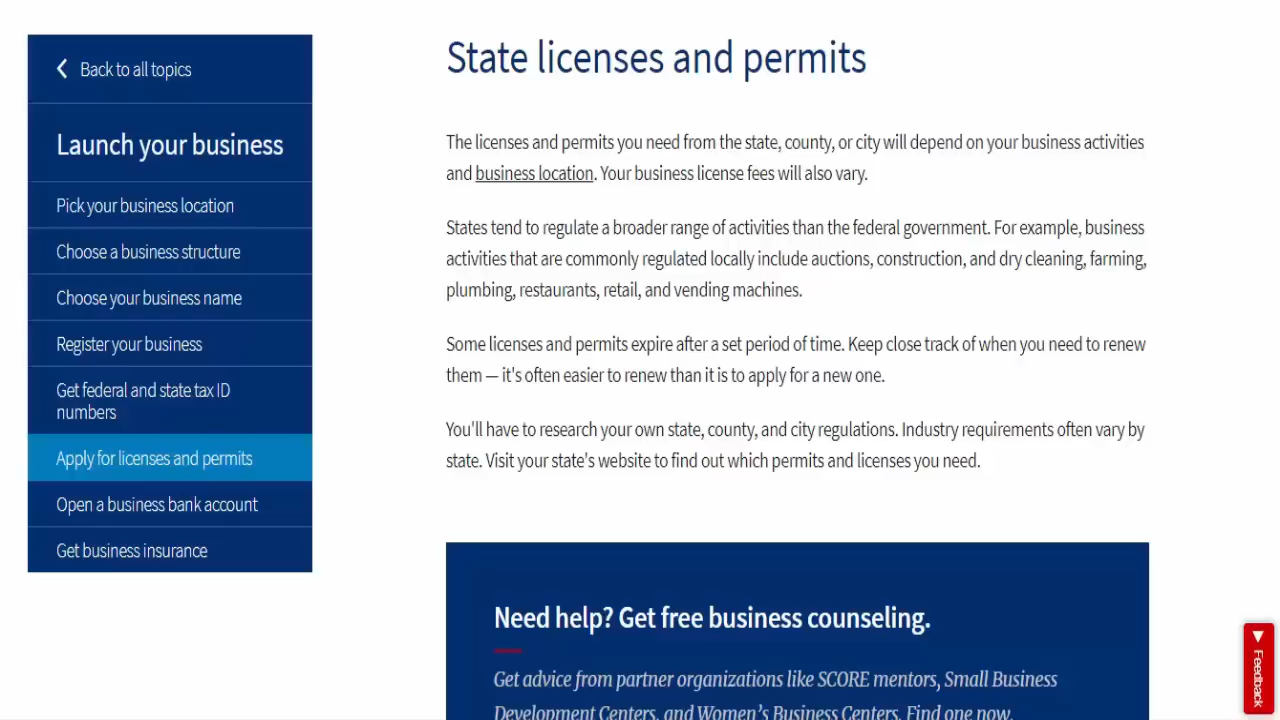 Back to all topics
Launch your business
Pick your business location
Choose a business structure
Choose your business name
Register your business
Get federal and state tax ID
numbers
Apply for licenses and permits
Open a business bank account
Get business insurance
State licenses and permits
The licenses and permits you need from the state, county, or city will depend on your business activities
and business location. Your business license fees will also vary.
States tend to regulate a broader range of activities than the federal government. For example, business
activities that are commonly regulated locally include auctions, construction, and dry cleaning, farming,
plumbing, restaurants, retail, and vending machines.
Some licenses and permits expire after a set period of time. Keep close track of when you need to renew
them — it's often easier to renew than it is to apply for a new one.
You'll have to research your own state, county, and city regulations. Industry requirements often vary by
state. Visit your state's website to find out which permits and licenses you need.
Need help? Get free business counseling.
Get advice from partner organizations like SCORE mentors, Small Business
Development Centers, and Women’s Business Centers. Find one now.
Feedback